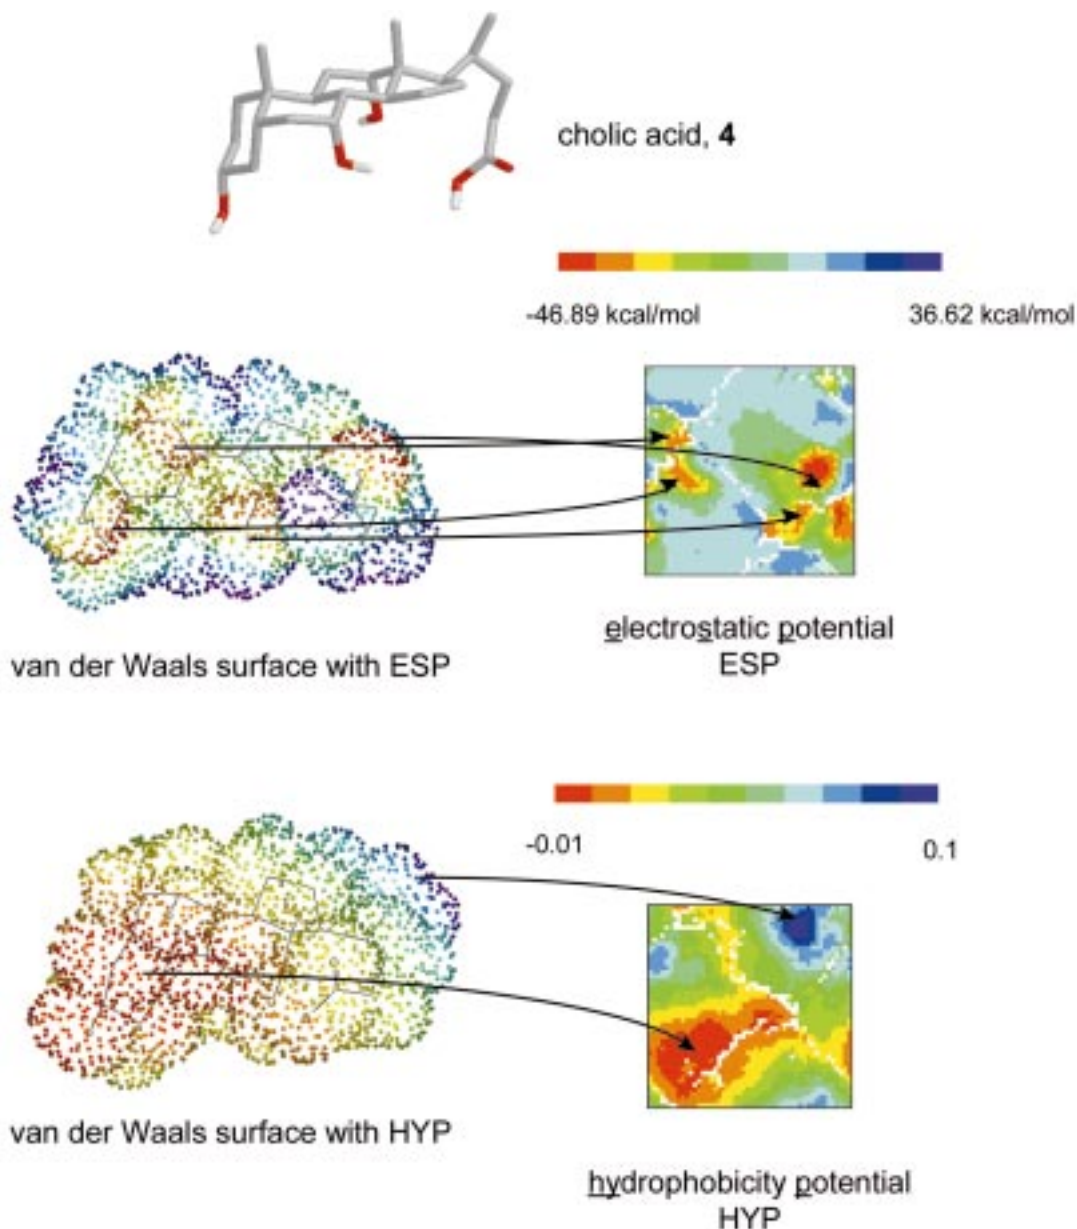 cholic acid, 4
-46.89 kcal/mol
36.62 kcal/mol
electrostatic potential
ESP
van der Waals surface with ESP
-0.01
0.1
van der Waals surface with HYP
hydrophobicity potential
HYP